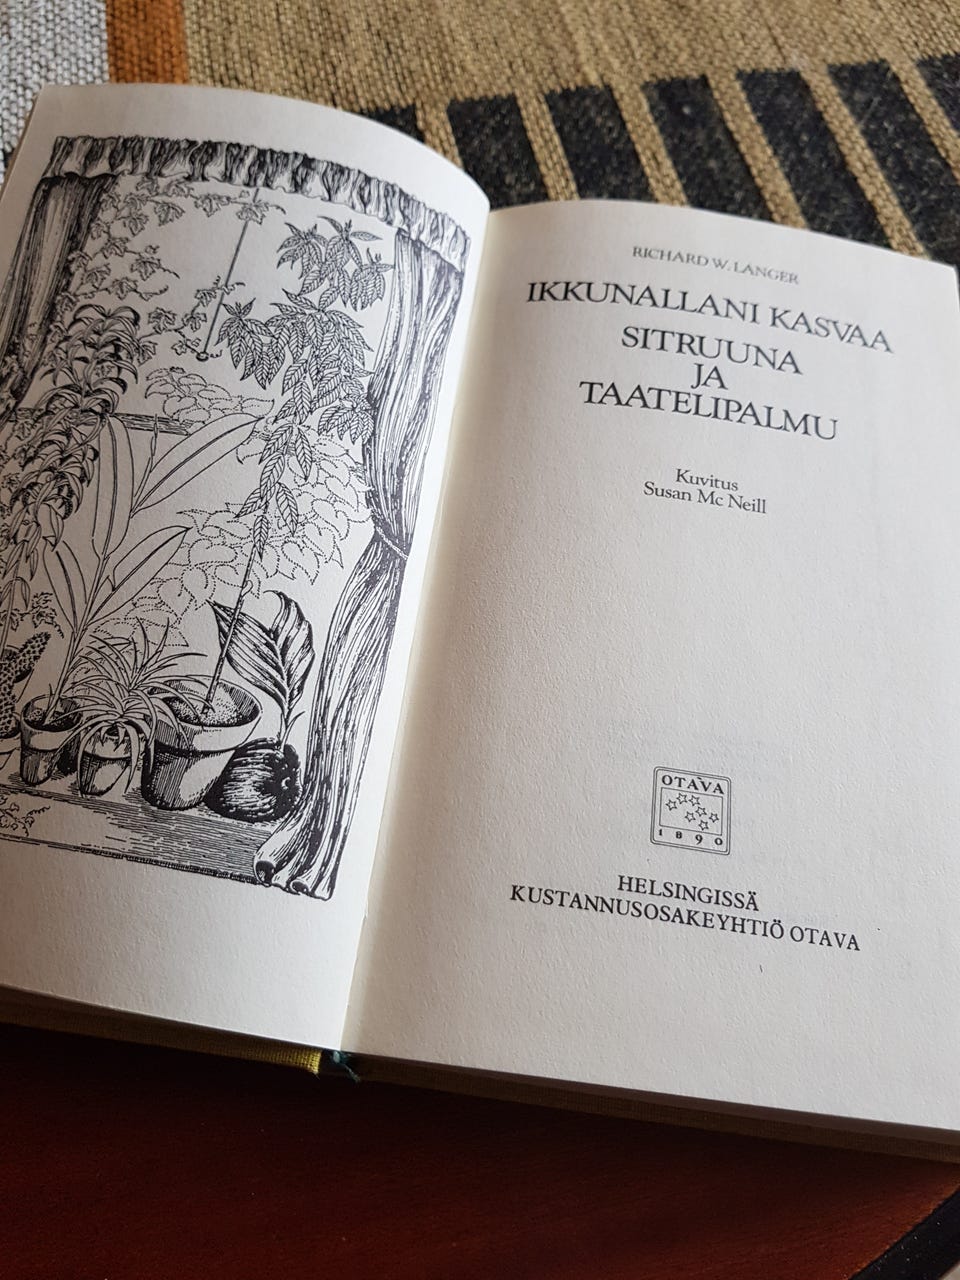 RICHARD W. LANGER
IKKUNALLANI KASVAA
SITRUUNA
JA
TAATELIPALMU
Kuvitus
Susan Mc Neill
OTAVA
1890
HELSINGISSÄ
KUSTANNUSOSAKEYHTIÖ OTAVA